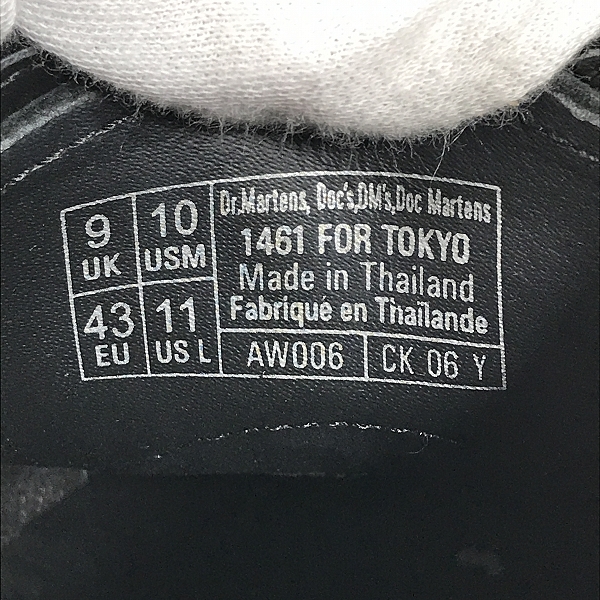 9 UK
10 USM
43 EU
11 US L
Dr.Martens, Doc's,DM's,Doc Martens
1461 FOR TOKYO
Made in Thailand
Fabriqué en Thaïlande
AW006
CK 06 Y